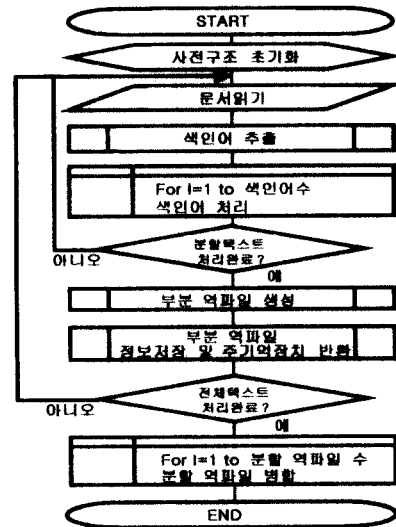 START
사전구조 초기화
문서읽기
색인어 추출
For I=1 to 색인어수
색인어 처리
분할텍스트
처리완료?
아니오
예
부분 역파일 생성
부분 역파일
정보저장 및 주기억장치 반환
전체텍스트
처리완료?
아니오
예
For I=1 to 분할 역파일 수
분할 역파일 병합
END